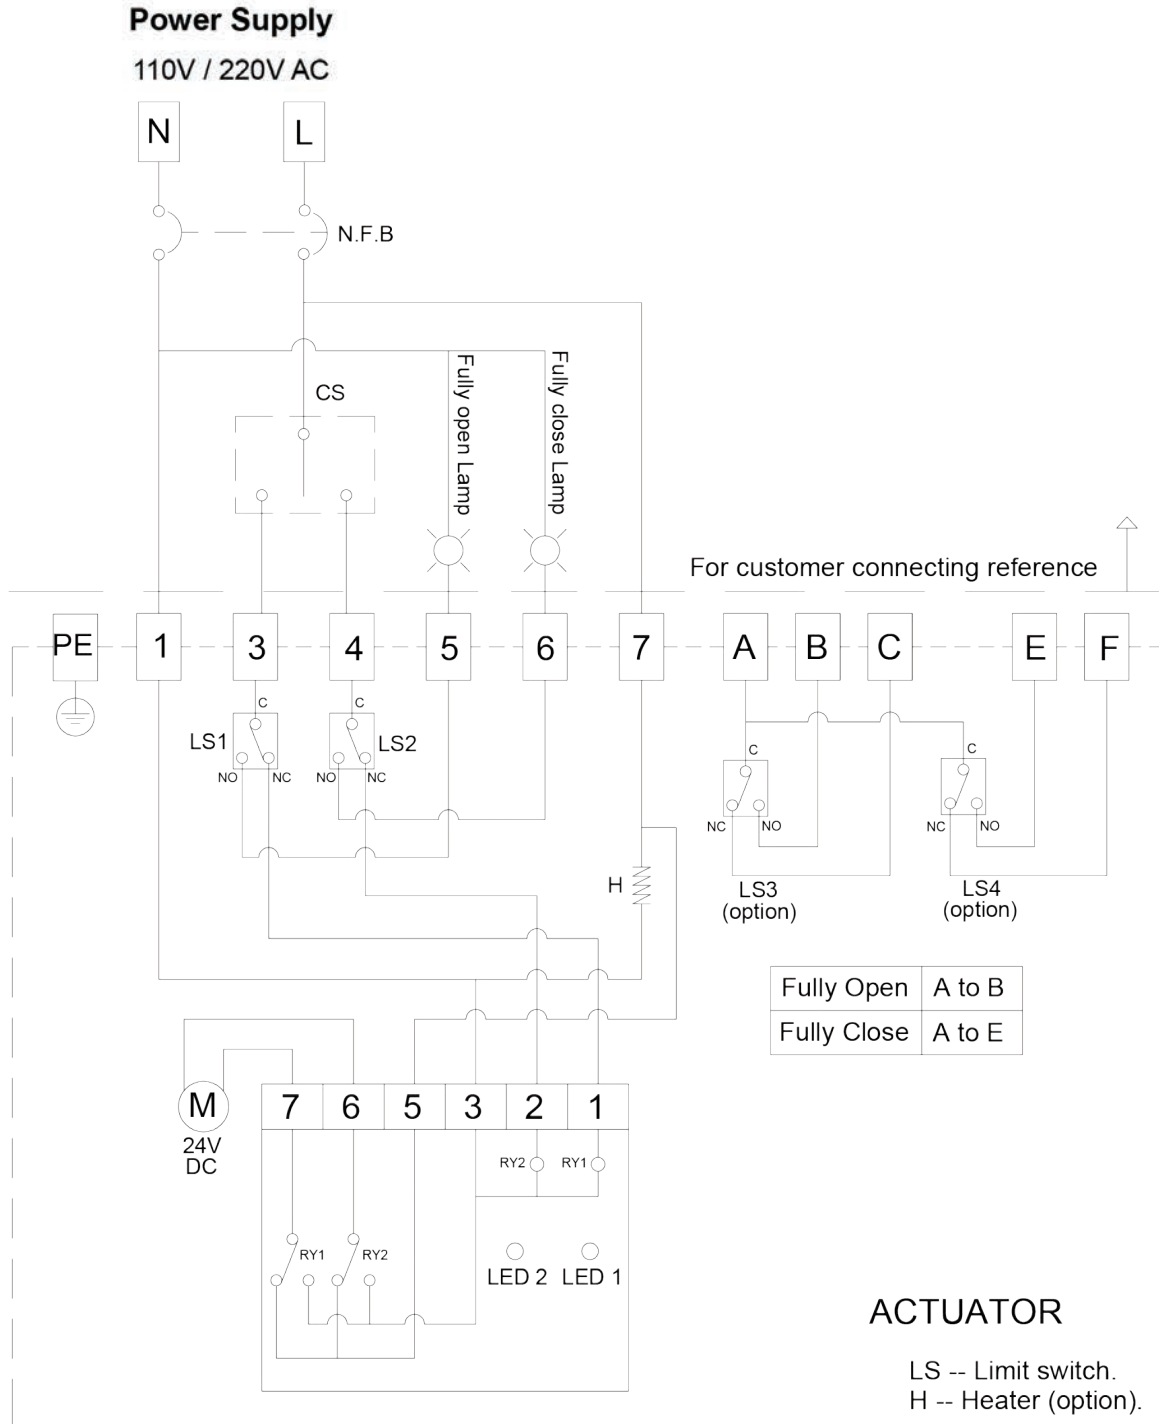 Power Supply
110V / 220V AC
N L
N.F.B
CS
Fully open Lamp
Fully close Lamp
For customer connecting reference
PE 1 3 4 5 6 7 A B C E F
C C
LS1 LS2
NO NC NO NC
C C
NC NO NC NO
H
LS3
(option)
LS4
(option)
Fully Open A to B
Fully Close A to E
M
24V
DC
7 6 5 3 2 1
RY2 RY1
RY1 RY2
LED 2 LED 1
ACTUATOR
LS -- Limit switch.
H -- Heater (option).